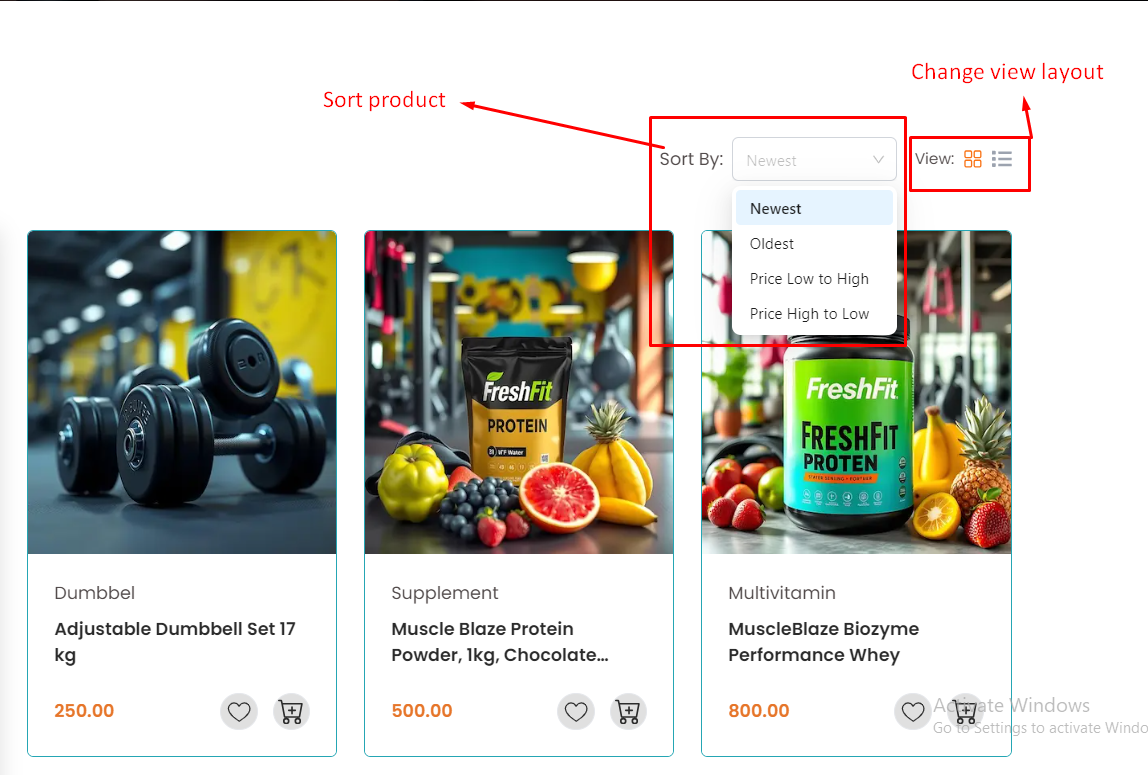 Change view layout
Sort product
Sort By: Newest
View:
Newest
Oldest
Price Low to High
Price High to Low
FreshFit
PROTEIN
FreshFit
FRESHFIT
PROTEN
Dumbbel
Adjustable Dumbbell Set 17
kg
250.00
Supplement
Muscle Blaze Protein
Powder, 1kg, Chocolate...
500.00
Multivitamin
MuscleBlaze Biozyme
Performance Whey
800.00
Activate Windows
Go to Settings to activate Windo